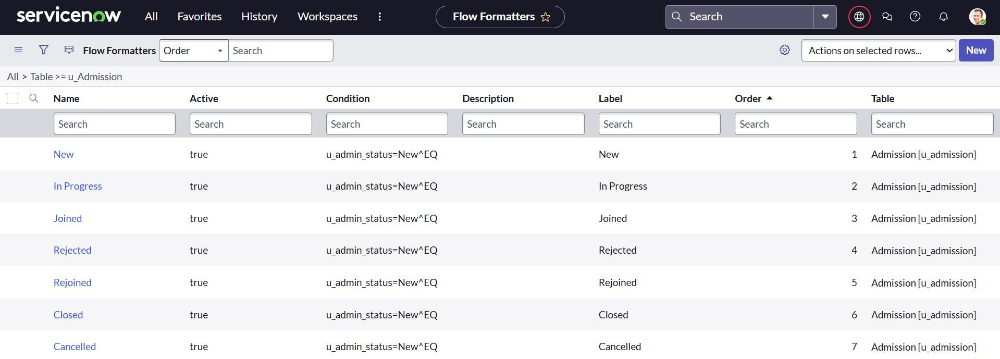 servicenow All Favorites History Workspaces Flow Formatters Search
Flow Formatters Order Search Actions on selected rows... New
All > Table >= u_Admission
Name Active Condition Description Label Order Table
Search Search Search Search Search Search Search
New true u_admin_status=New^EQ New 1 Admission [u_admission]
In Progress true u_admin_status=New^EQ In Progress 2 Admission [u_admission]
Joined true u_admin_status=New^EQ Joined 3 Admission [u_admission]
Rejected true u_admin_status=New^EQ Rejected 4 Admission [u_admission]
Rejoined true u_admin_status=New^EQ Rejoined 5 Admission [u_admission]
Closed true u_admin_status=New^EQ Closed 6 Admission [u_admission]
Cancelled true u_admin_status=New^EQ Cancelled 7 Admission [u_admission]